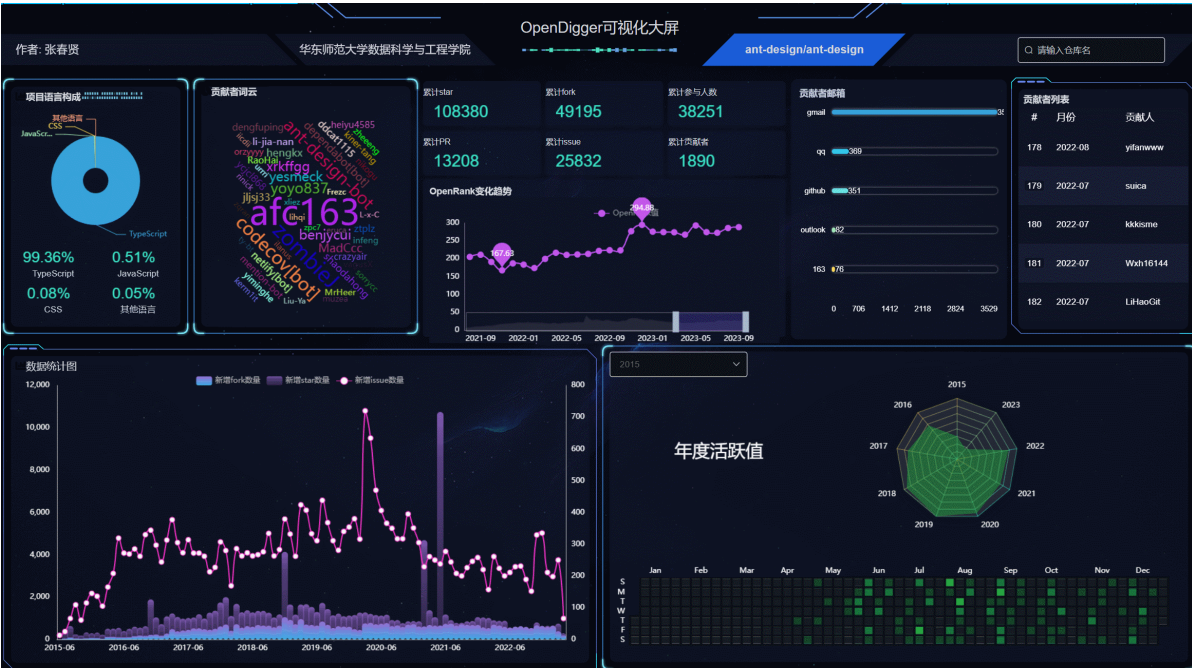 OpenDigger可视化大屏
作者: 张春贤
华东师范大学数据科学与工程学院
ant-design/ant-design
请输入仓库名
项目语言构成
其他语言
CSS
JavaScr...
TypeScript
99.36%
0.51%
TypeScript
JavaScript
0.08%
0.05%
CSS
其他语言
贡献者词云
heiyu4585
dengfuping
ddcat1115
zheeng
kiner-tang
ant-design-bot
dependabot[bot]
li-jia-nan
orzyyyy
hengkx
RaoHai
xrkffgg
yesmeck
yoyo837
Frezc
jljsj33
xliez
afc163
lihqi
L-x-C
zpc7
ztplz
benjycui
infeng
codecov[bot]
zombieJ
MadCcc
crazyair
netlify[bot]
shaodahong
mention-bot
yiminghe
kerm1it
MrHeer
Liu-Ya
muzea
累计star
累计fork
累计参与人数
108380
49195
38251
累计PR
累计issue
累计贡献者
13208
25832
1890
OpenRank变化趋势
294.88
167.63
300
250
200
150
100
50
0
2021-09 2022-01 2022-05 2022-09 2023-01 2023-05 2023-09
贡献者邮箱
gmail
qq 369
github 351
outlook 82
163 76
0 706 1412 2118 2824 3529
贡献者列表
# 月份 贡献人
178 2022-08 yifanwww
179 2022-07 suica
180 2022-07 kkkisme
181 2022-07 Wxh16144
182 2022-07 LiHaoGit
数据统计图
新增fork数量 新增star数量 新增issue数量
12,000 800
700
10,000
600
8,000
500
6,000
400
4,000 300
200
2,000
100
0 0
2015-06 2016-06 2017-06 2018-06 2019-06 2020-06 2021-06 2022-06
2015
年度活跃值
2015
2016 2023
2017 2022
2018 2021
2019 2020
Jan Feb Mar Apr May Jun Jul Aug Sep Oct Nov Dec
S
M
T
W
T
F
S